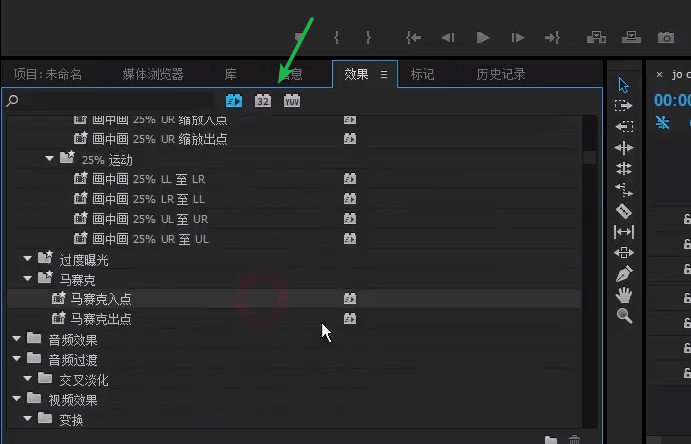 项目: 未命名 媒体浏览器 库 信息 效果 标记 历史记录
× jo c
00:00
32 YUV
画中画 25% UR 缩放入点
画中画 25% UR 缩放出点
25% 运动
画中画 25% LL 至 LR
画中画 25% LR 至 LL
画中画 25% UL 至 UR
画中画 25% UR 至 UL
过度曝光
马赛克
马赛克入点
马赛克出点
音频效果
音频过渡
交叉淡化
视频效果
变换